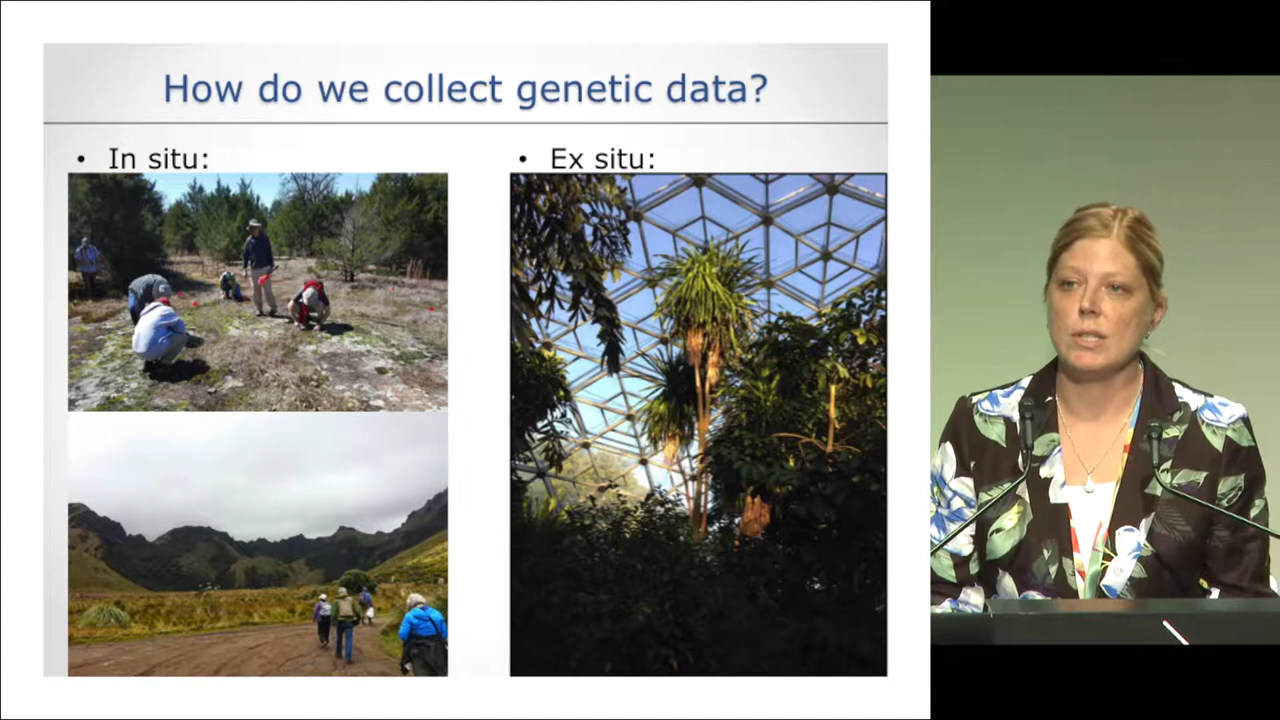 How do we collect genetic data?
• In situ:
• Ex situ: